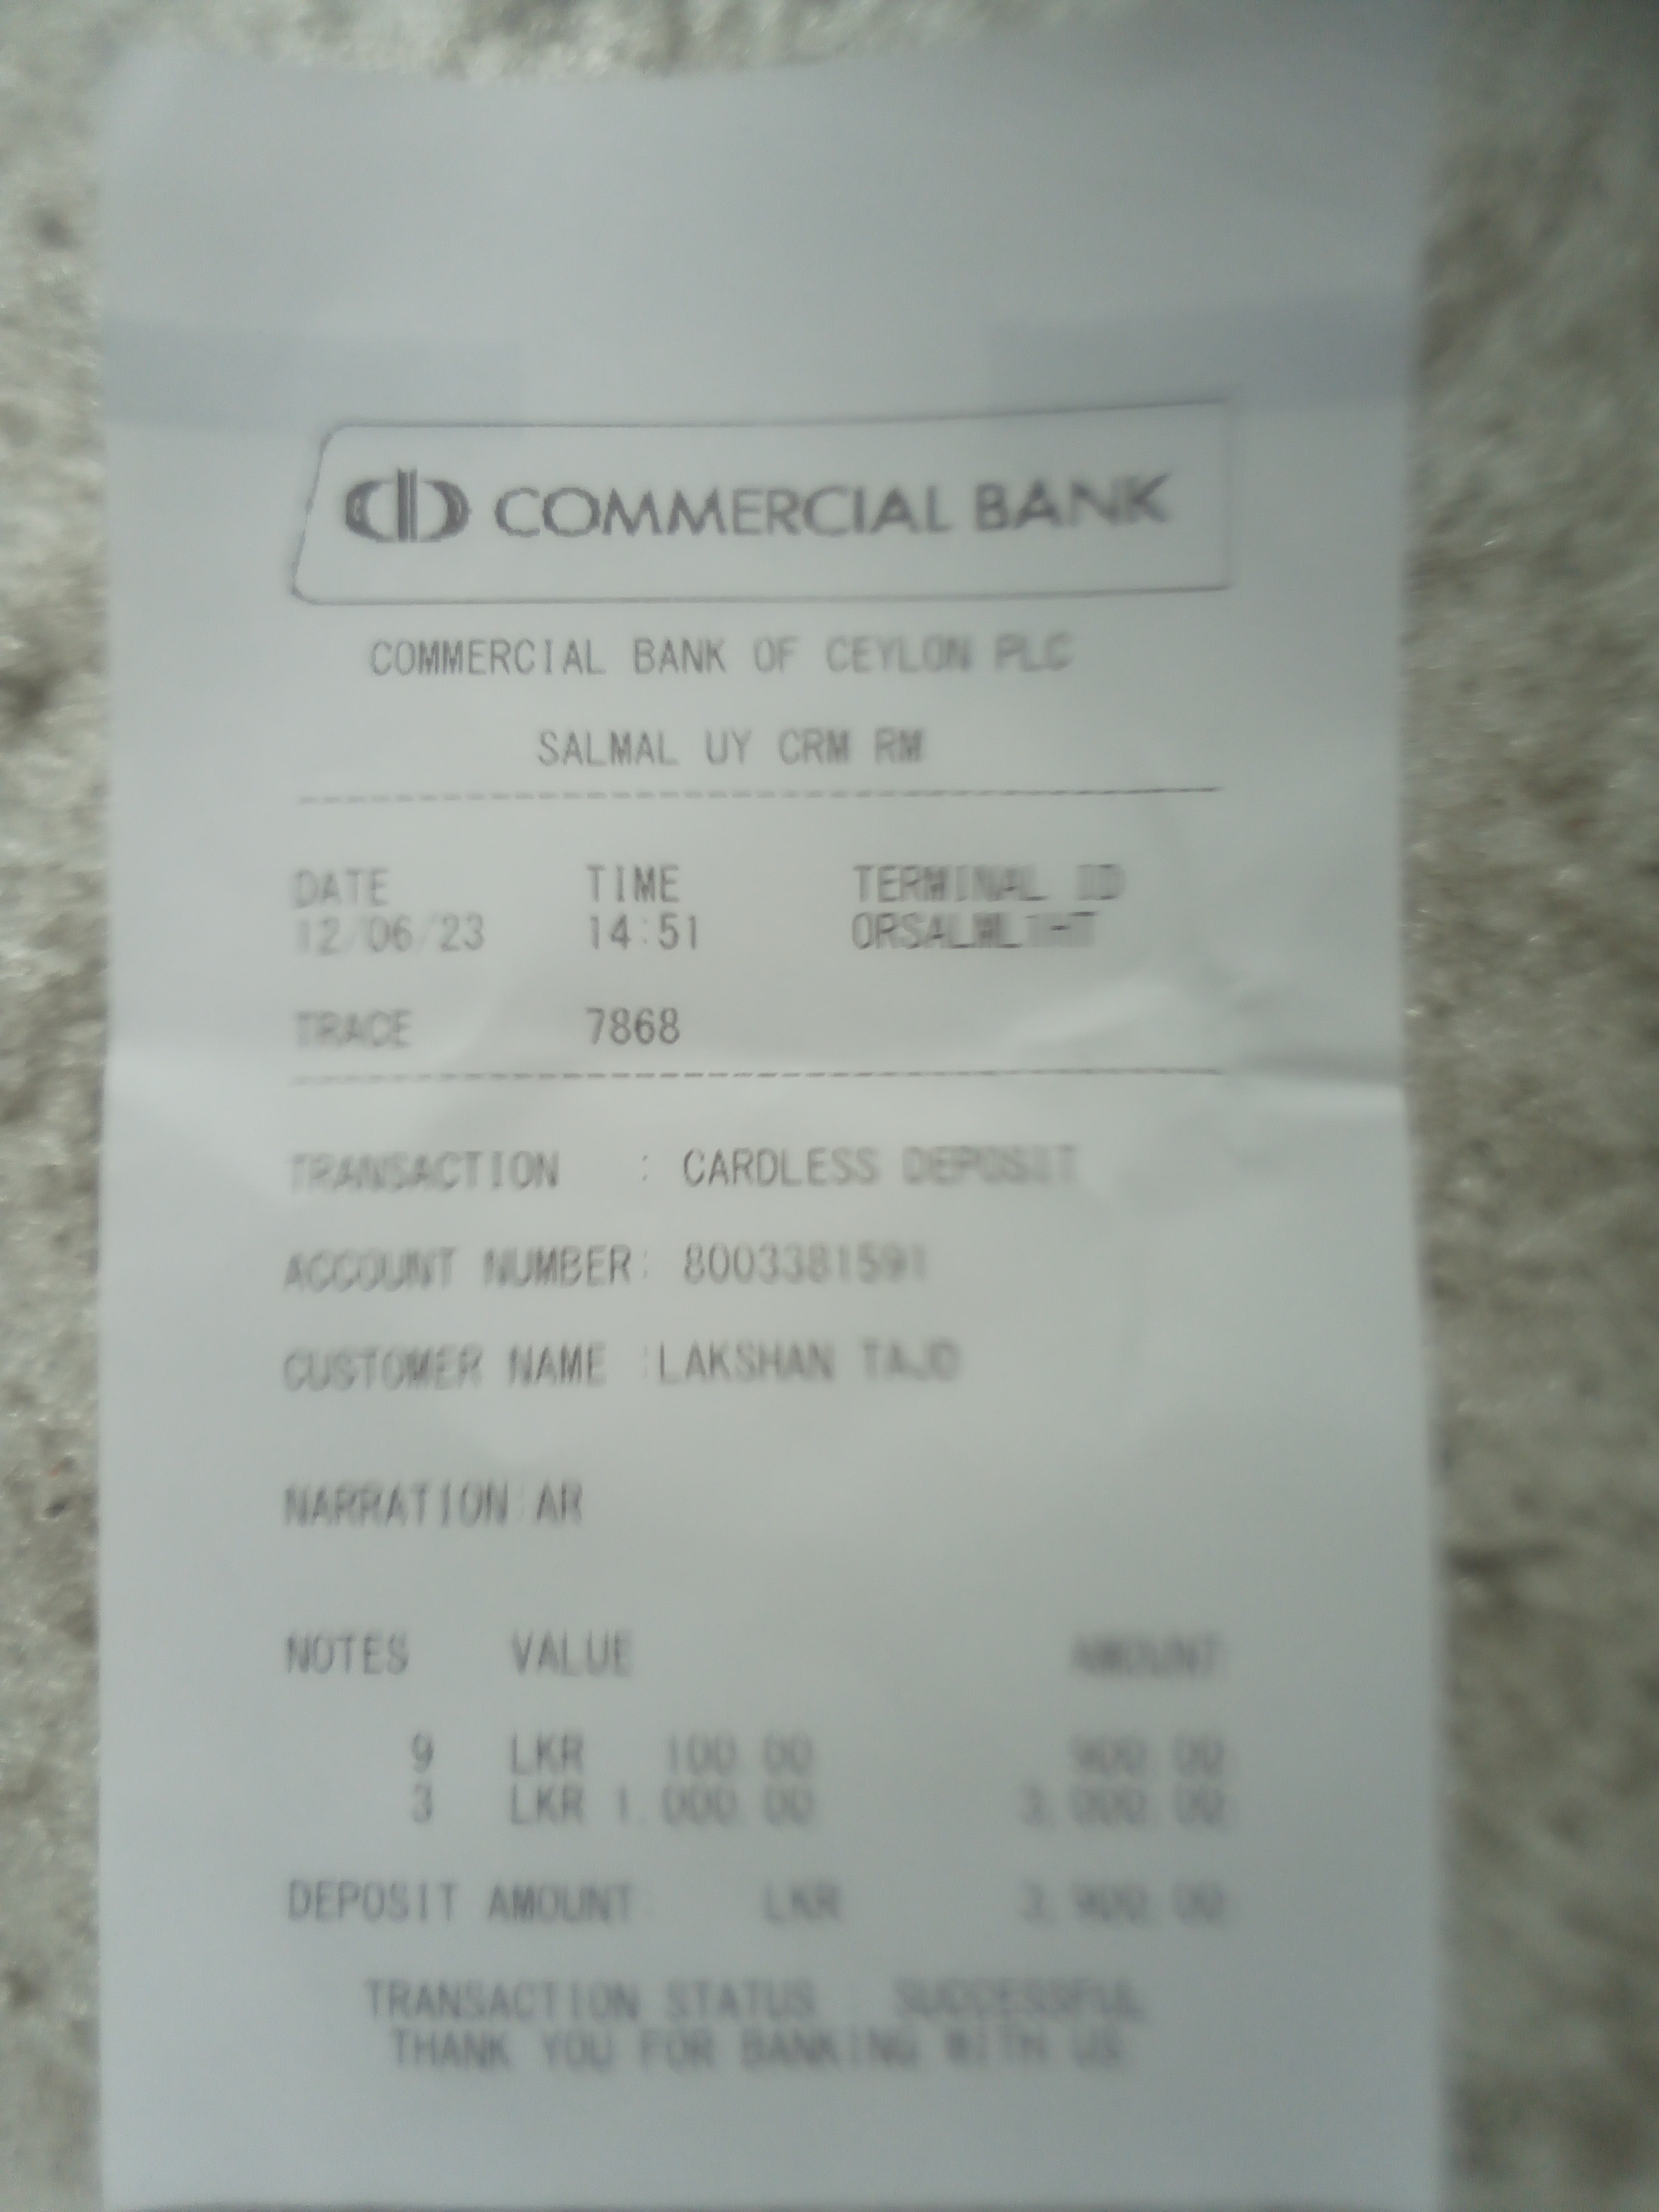 COMMERCIAL BANK
COMMERCIAL BANK OF CEYLON PLC
SALMAL UY CRM RM
DATE TIME TERMINAL ID
12/06/23 14:51
TRACE 7868
TRANSACTION : CARDLESS DEPOSIT
ACCOUNT NUMBER: 8003381591
CUSTOMER NAME :LAKSHAN TAJD
NARRATION:AR
NOTES VALUE AMOUNT
9 LKR 100.00 900.00
3 LKR 1,000.00 3,000.00
DEPOSIT AMOUNT: LKR 3,900.00
TRANSACTION STATUS : SUCCESSFUL
THANK YOU FOR BANKING WITH US